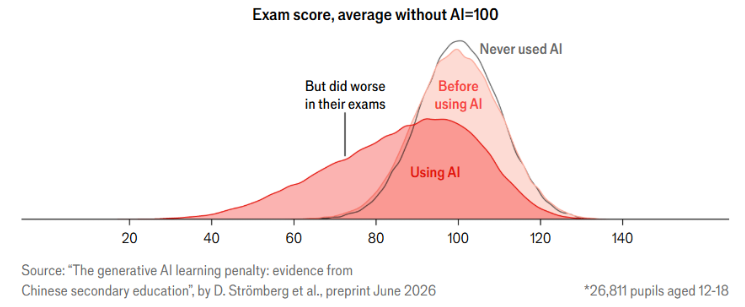 Exam score, average without AI=100
Never used AI
But did worse
in their exams
Before
using AI
Using AI
20 40 60 80 100 120 140
Source: “The generative AI learning penalty: evidence from
Chinese secondary education”, by D. Strömberg et al., preprint June 2026
*26,811 pupils aged 12-18